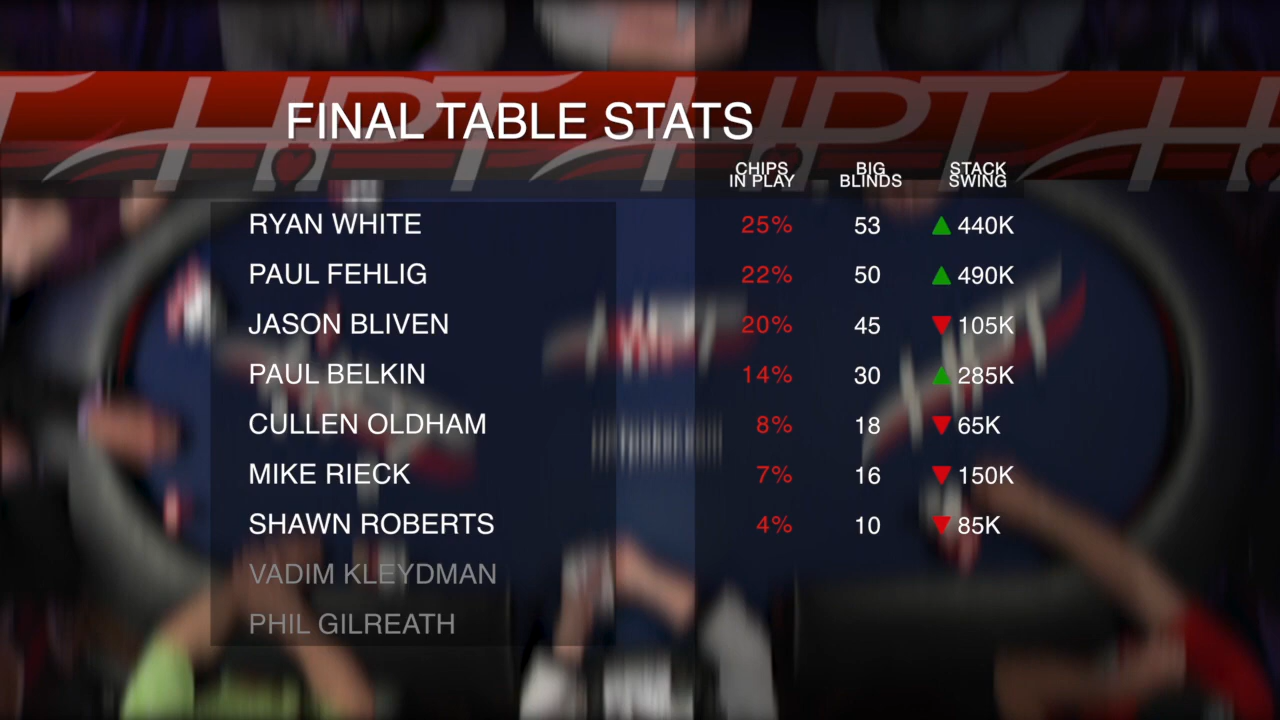 HPT HPT H
FINAL TABLE STATS
CHIPS IN PLAY BIG BLINDS STACK SWING
RYAN WHITE 25% 53 ▲ 440K
PAUL FEHLIG 22% 50 ▲ 490K
JASON BLIVEN 20% 45 ▼ 105K
PAUL BELKIN 14% 30 ▲ 285K
CULLEN OLDHAM 8% 18 ▼ 65K
MIKE RIECK 7% 16 ▼ 150K
SHAWN ROBERTS 4% 10 ▼ 85K
VADIM KLEYDMAN
PHIL GILREATH